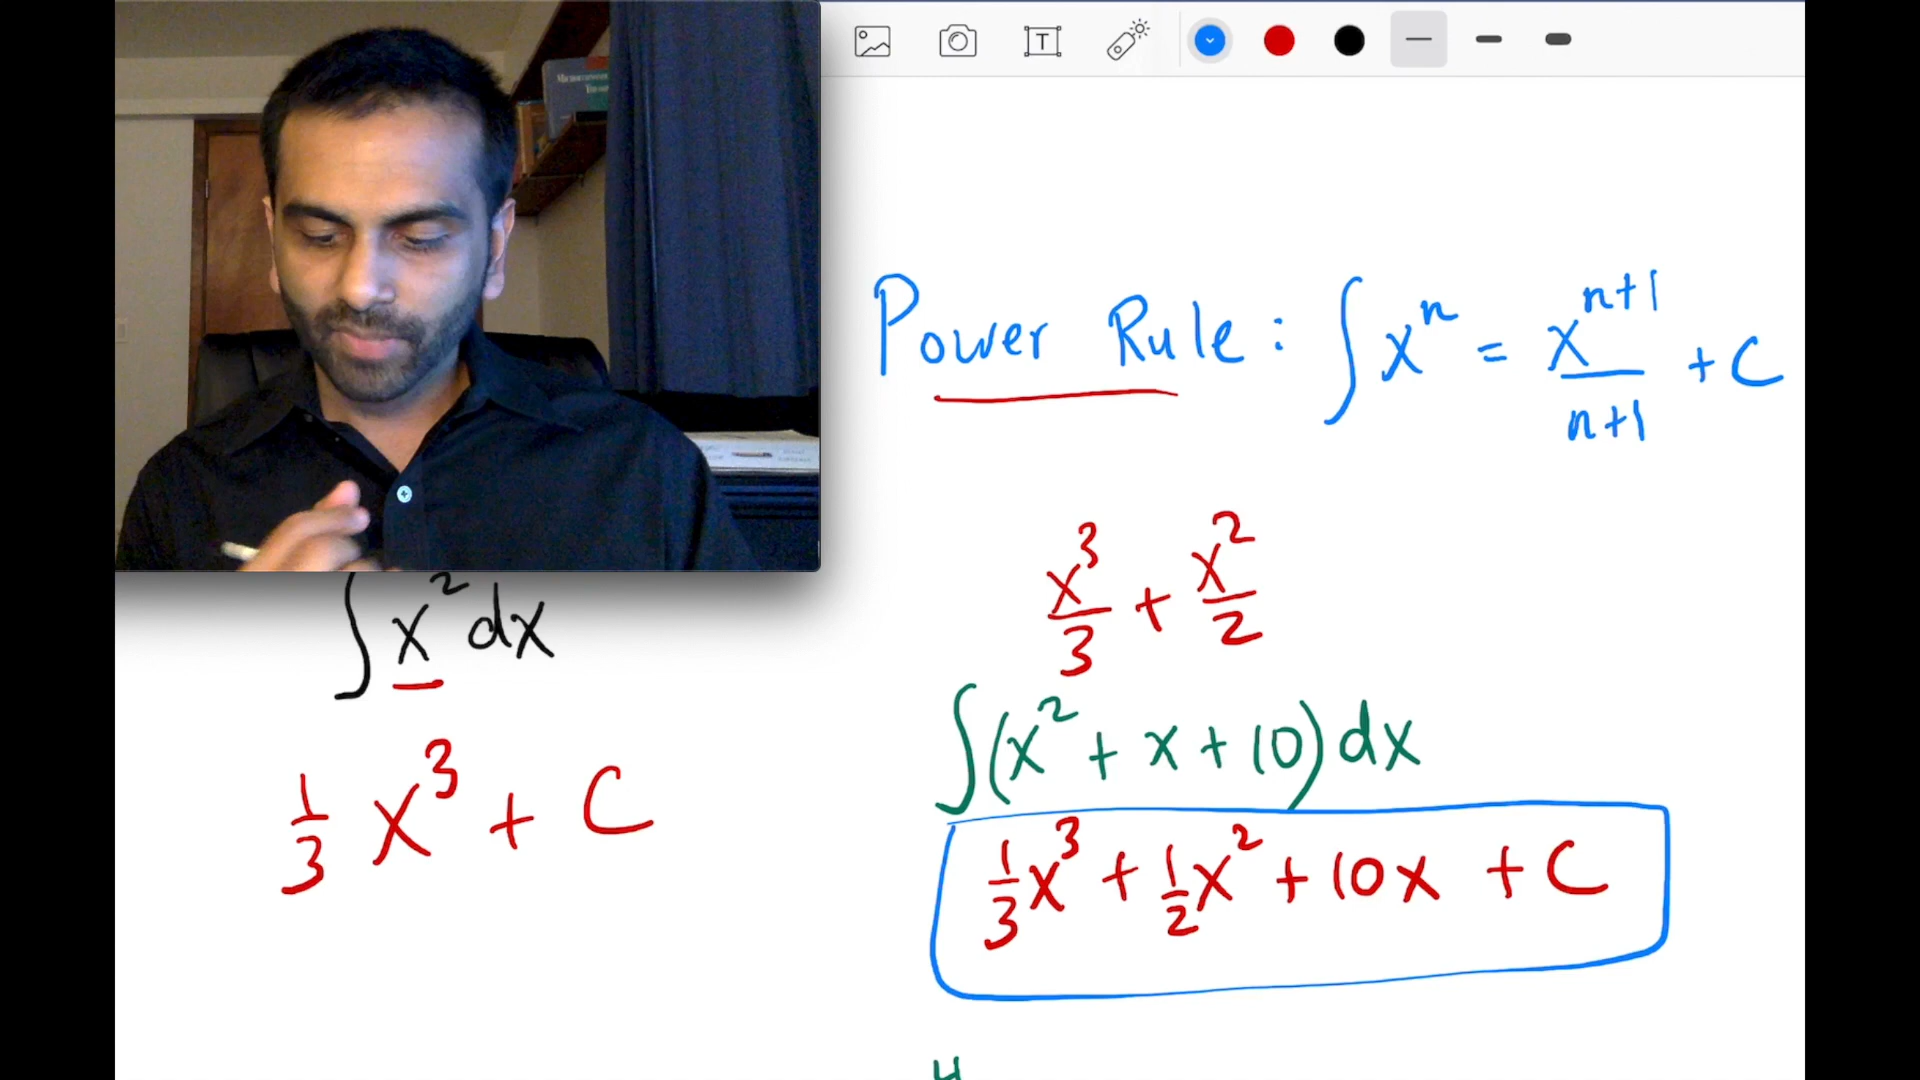 T
Power Rule: ∫xⁿ = xⁿ⁺¹/n+1 + C
x³/3 + x²/2
∫x² dx
∫(x² + x + 10) dx
1/3 x³ + C
1/3 x³ + 1/2 x² + 10x + C